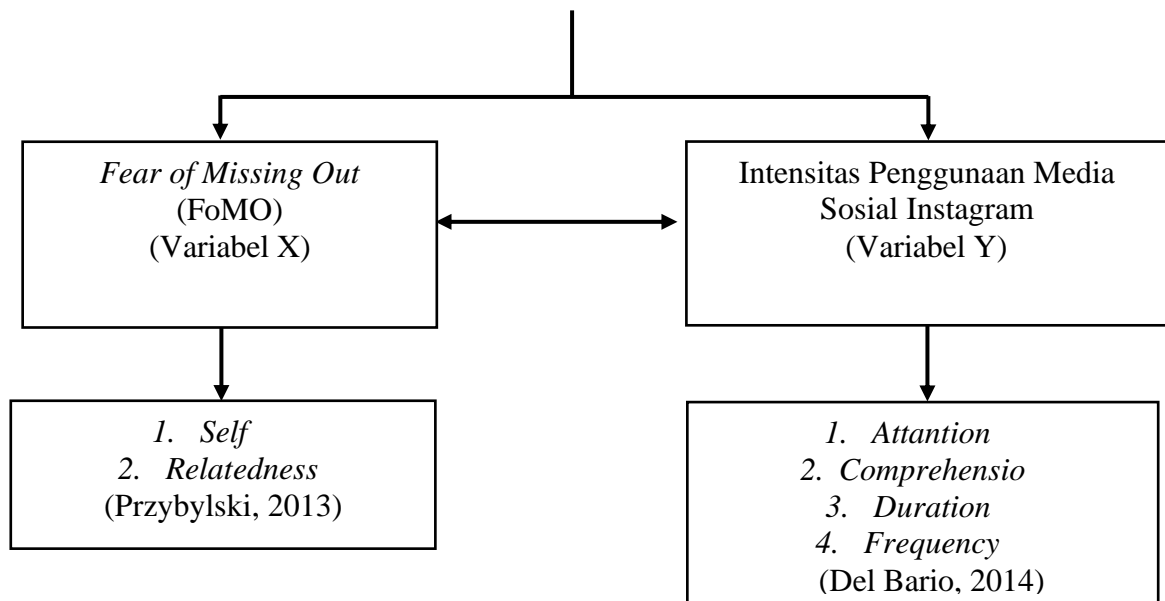 Fear of Missing Out
(FoMO)
(Variabel X)
Intensitas Penggunaan Media
Sosial Instagram
(Variabel Y)
1. Self
2. Relatedness
(Przybylski, 2013)
1. Attantion
2. Comprehensio
3. Duration
4. Frequency
(Del Bario, 2014)